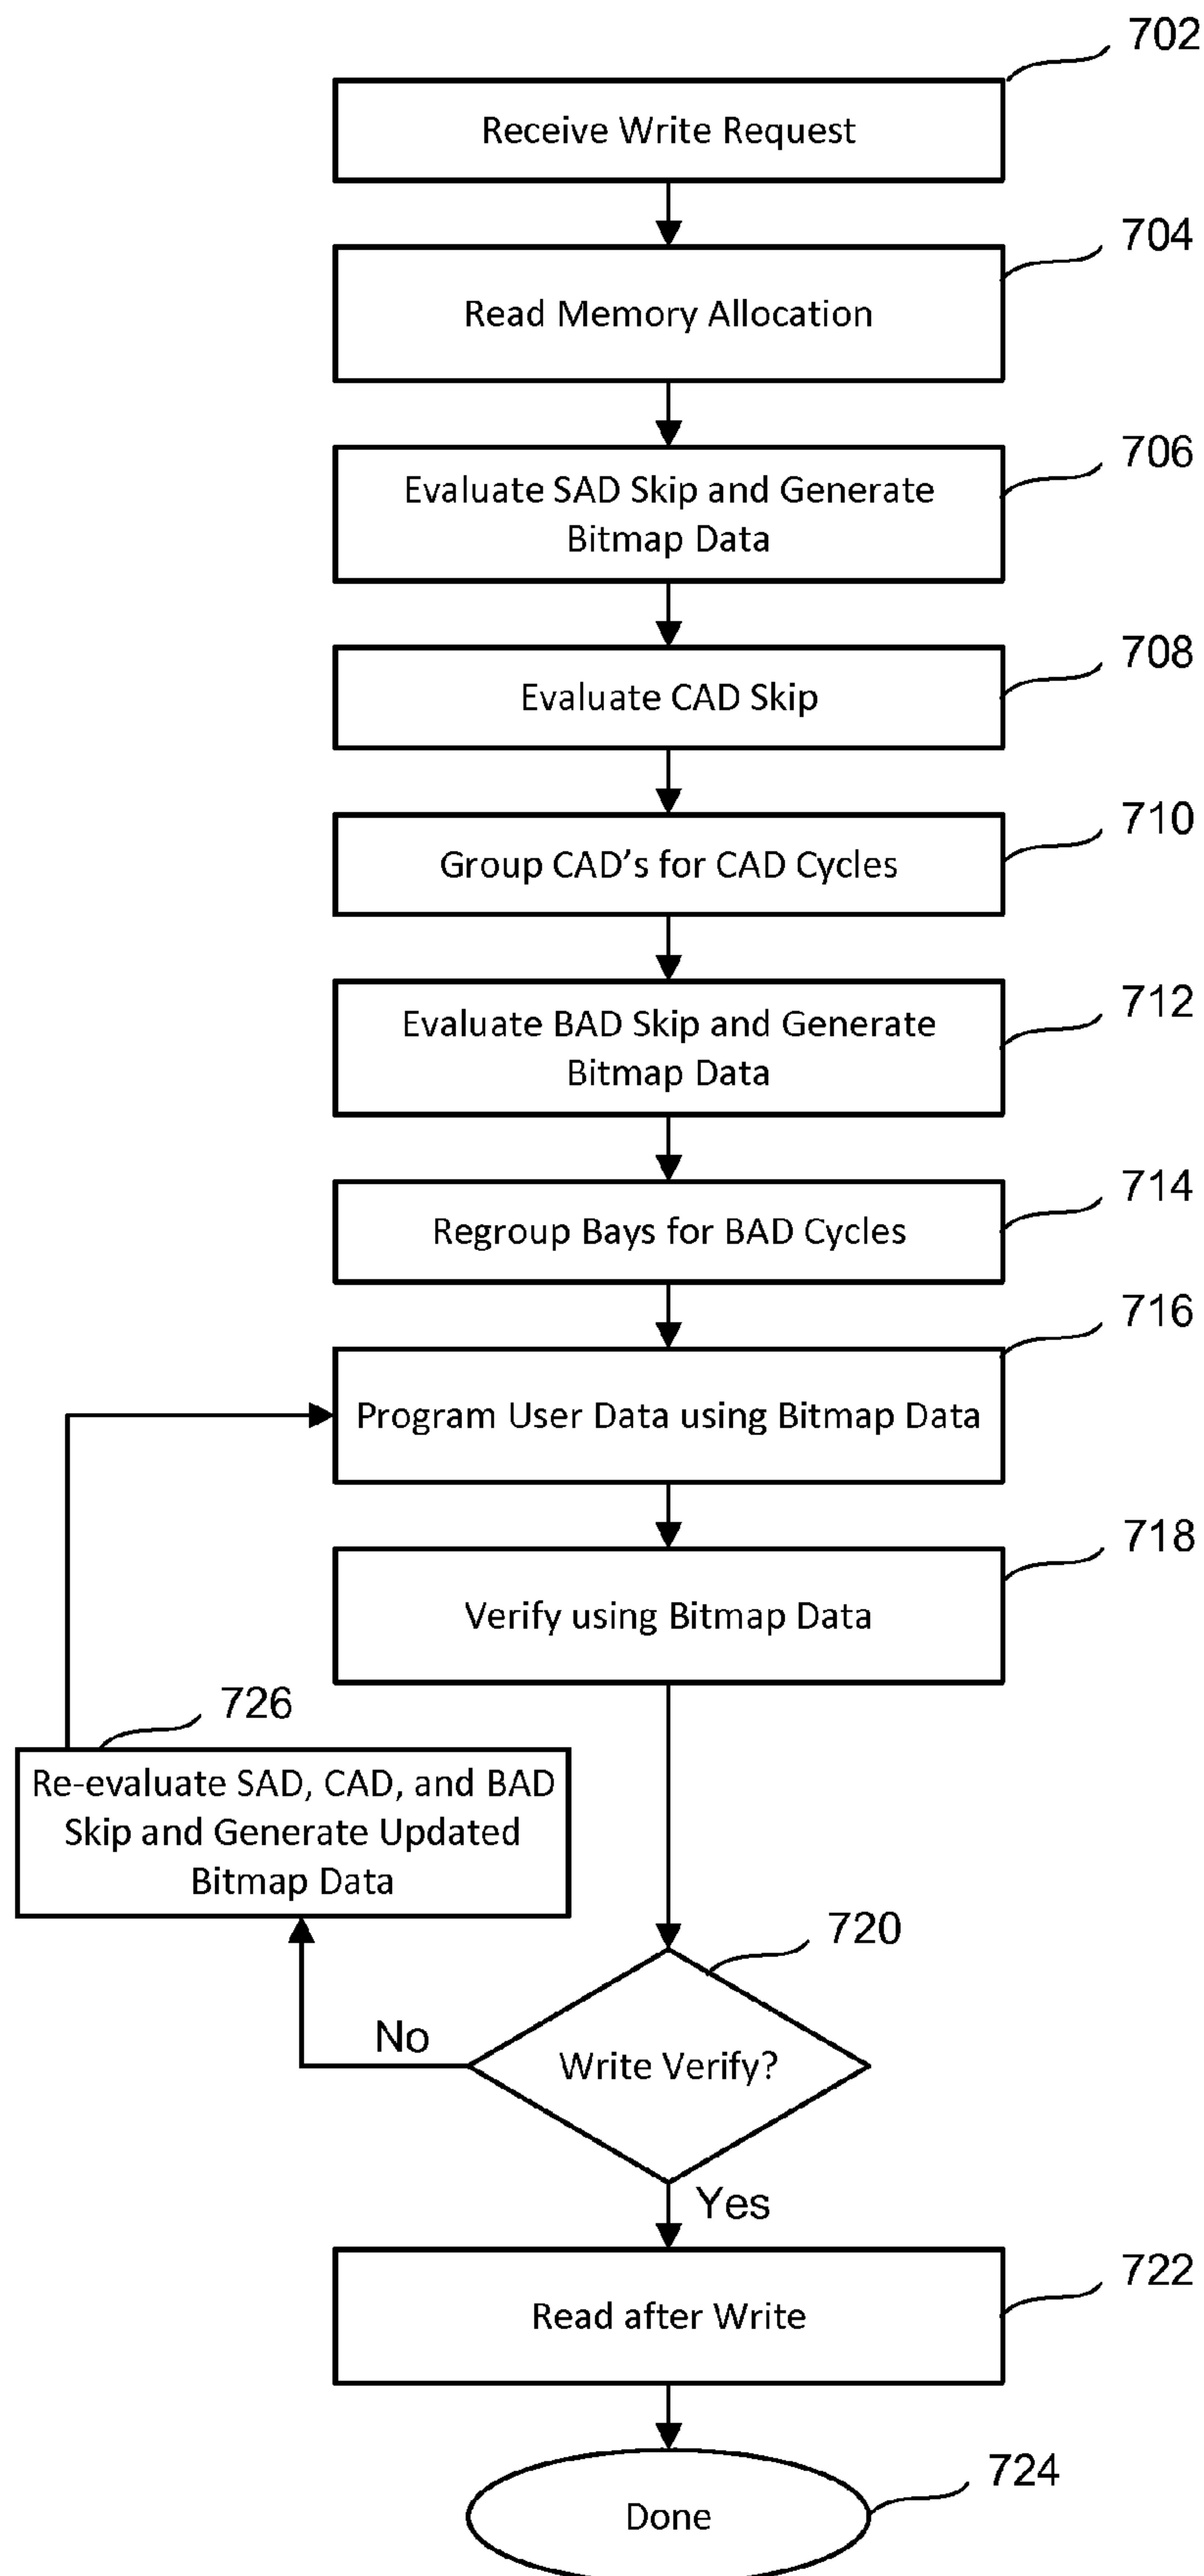 702
Receive Write Request
704
Read Memory Allocation
706
Evaluate SAD Skip and Generate
Bitmap Data
708
Evaluate CAD Skip
710
Group CAD's for CAD Cycles
712
Evaluate BAD Skip and Generate
Bitmap Data
714
Regroup Bays for BAD Cycles
716
Program User Data using Bitmap Data
718
Verify using Bitmap Data
726
Re-evaluate SAD, CAD, and BAD
Skip and Generate Updated
Bitmap Data
720
No
Write Verify?
Yes
722
Read after Write
724
Done